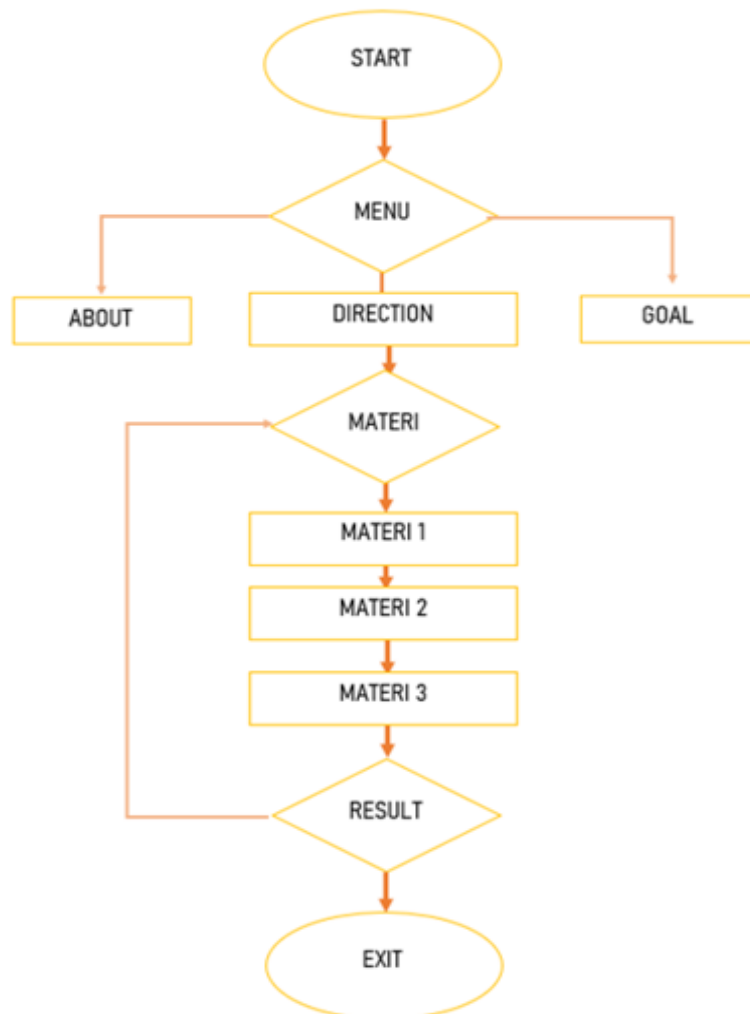 START
MENU
ABOUT
DIRECTION
GOAL
MATERI
MATERI 1
MATERI 2
MATERI 3
RESULT
EXIT